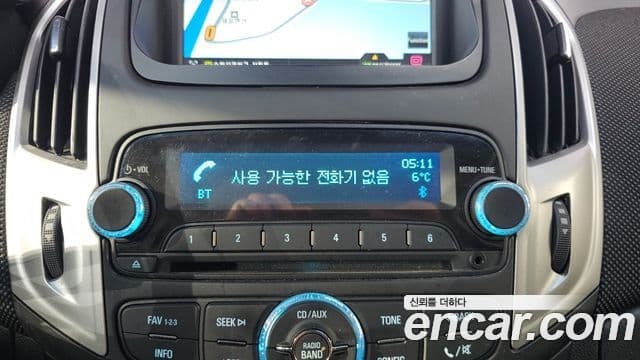 VOL
05:11
MENU-TUNE
사용 가능한 전화기 없음
6°C
BT
1 2 3 4 5 6
신뢰를 더하다
encar.com
CD/AUX
FAV 1-2-3
SEEK
TONE
RADIO
BAND
INFO